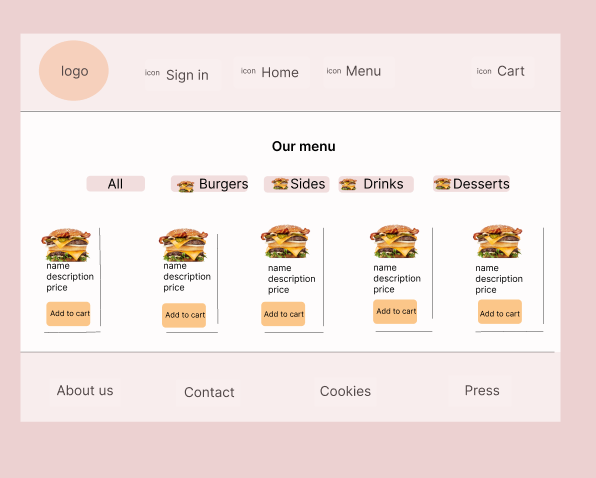 logo
icon Sign in
icon Home
icon Menu
icon Cart
Our menu
All
Burgers
Sides
Drinks
Desserts
name
description
price
Add to cart
name
description
price
Add to cart
name
description
price
Add to cart
name
description
price
Add to cart
name
description
price
Add to cart
About us
Contact
Cookies
Press